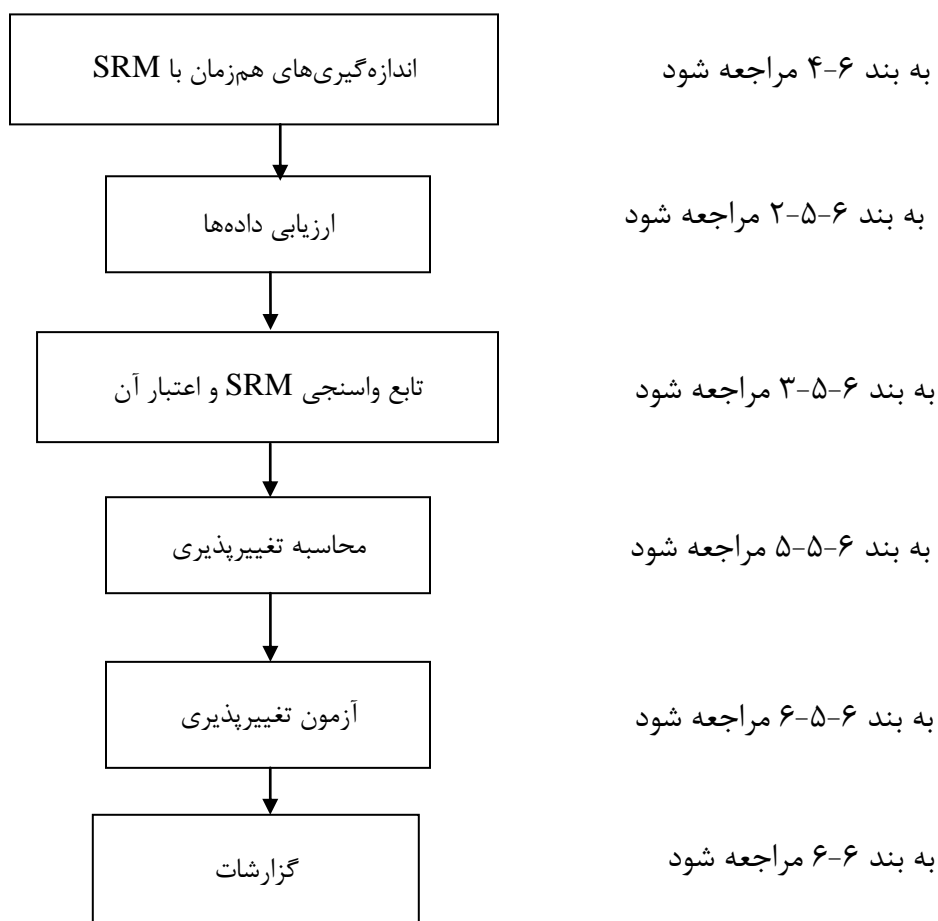 اندازه‌گیری‌های هم‌زمان با SRM
به بند ۶-۴ مراجعه شود
ارزیابی داده‌ها
به بند ۶-۵-۲ مراجعه شود
تابع واسنجی SRM و اعتبار آن
به بند ۶-۵-۳ مراجعه شود
محاسبه تغییرپذیری
به بند ۶-۵-۵ مراجعه شود
آزمون تغییرپذیری
به بند ۶-۵-۶ مراجعه شود
گزارشات
به بند ۶-۶ مراجعه شود